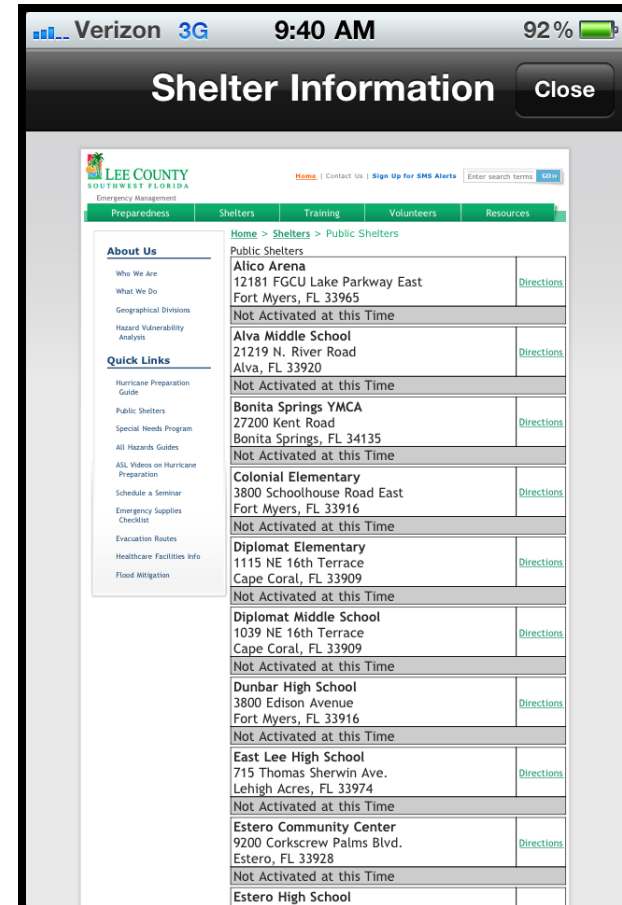 Verizon 3G 9:40 AM 92%
Shelter Information Close
LEE COUNTY
SOUTHWEST FLORIDA
Emergency Management
Home | Contact Us | Sign Up for SMS Alerts Enter search terms GO »
Preparedness Shelters Training Volunteers Resources
About Us
Who We Are
What We Do
Geographical Divisions
Hazard Vulnerability
Analysis
Quick Links
Hurricane Preparation
Guide
Public Shelters
Special Needs Program
All Hazards Guides
ASL Videos on Hurricane
Preparation
Schedule a Seminar
Emergency Supplies
Checklist
Evacuation Routes
Healthcare Facilities Info
Flood Mitigation
Home > Shelters > Public Shelters
Public Shelters
Alico Arena
12181 FGCU Lake Parkway East
Fort Myers, FL 33965
Directions
Not Activated at this Time
Alva Middle School
21219 N. River Road
Alva, FL 33920
Directions
Not Activated at this Time
Bonita Springs YMCA
27200 Kent Road
Bonita Springs, FL 34135
Directions
Not Activated at this Time
Colonial Elementary
3800 Schoolhouse Road East
Fort Myers, FL 33916
Directions
Not Activated at this Time
Diplomat Elementary
1115 NE 16th Terrace
Cape Coral, FL 33909
Directions
Not Activated at this Time
Diplomat Middle School
1039 NE 16th Terrace
Cape Coral, FL 33909
Directions
Not Activated at this Time
Dunbar High School
3800 Edison Avenue
Fort Myers, FL 33916
Directions
Not Activated at this Time
East Lee High School
715 Thomas Sherwin Ave.
Lehigh Acres, FL 33974
Directions
Not Activated at this Time
Estero Community Center
9200 Corkscrew Palms Blvd.
Estero, FL 33928
Directions
Not Activated at this Time
Estero High School